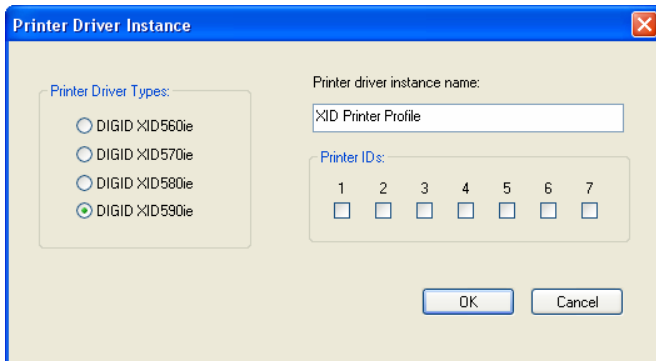 Printer Driver Instance
Printer Driver Types:
DIGID XID560ie
DIGID XID570ie
DIGID XID580ie
DIGID XID590ie
Printer driver instance name:
XID Printer Profile
Printer IDs:
1 2 3 4 5 6 7
OK Cancel